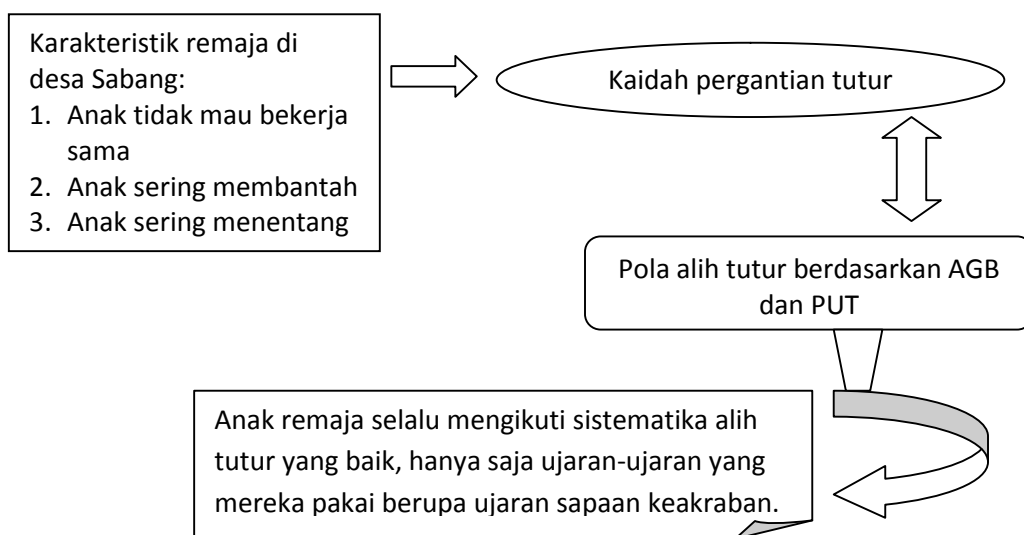 Karakteristik remaja di
desa Sabang:
1. Anak tidak mau bekerja
sama
2. Anak sering membantah
3. Anak sering menentang
Kaidah pergantian tutur
Pola alih tutur berdasarkan AGB
dan PUT
Anak remaja selalu mengikuti sistematika alih
tutur yang baik, hanya saja ujaran-ujaran yang
mereka pakai berupa ujaran sapaan keakraban.